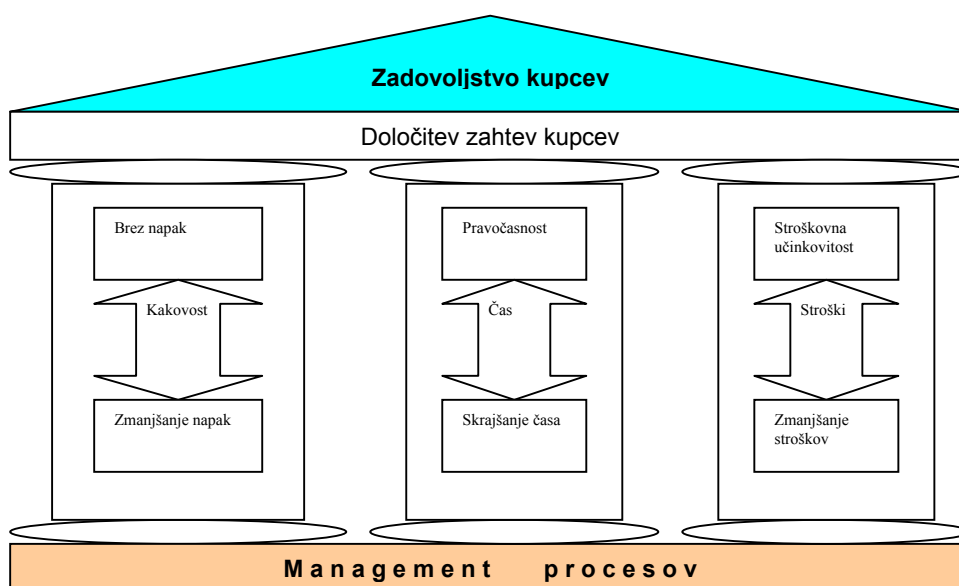 Zadovoljstvo kupcev
Določitev zahtev kupcev
Brez napak
Kakovost
Zmanjšanje napak
Pravočasnost
Čas
Skrajšanje časa
Stroškovna
učinkovitost
Stroški
Zmanjšanje
stroškov
Management procesov